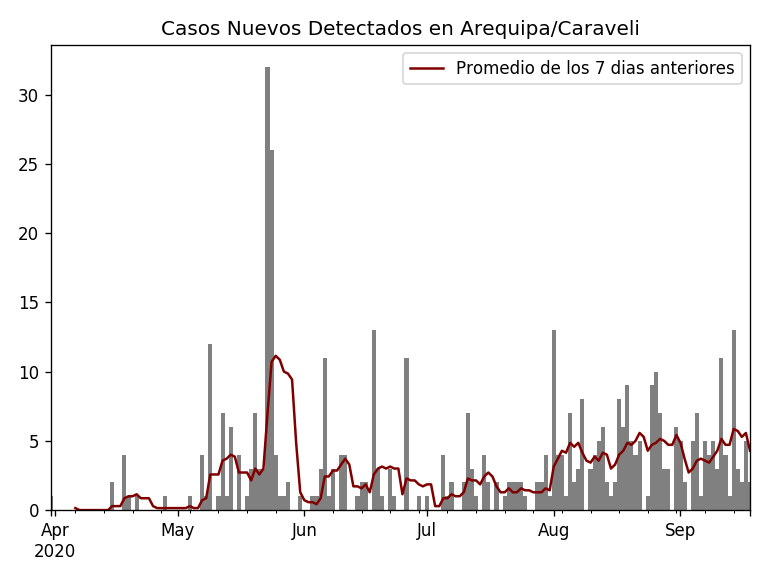 Casos Nuevos Detectados en Arequipa/Caraveli
Promedio de los 7 dias anteriores
30
25
20
15
10
5
0
Apr May Jun Jul Aug Sep
2020